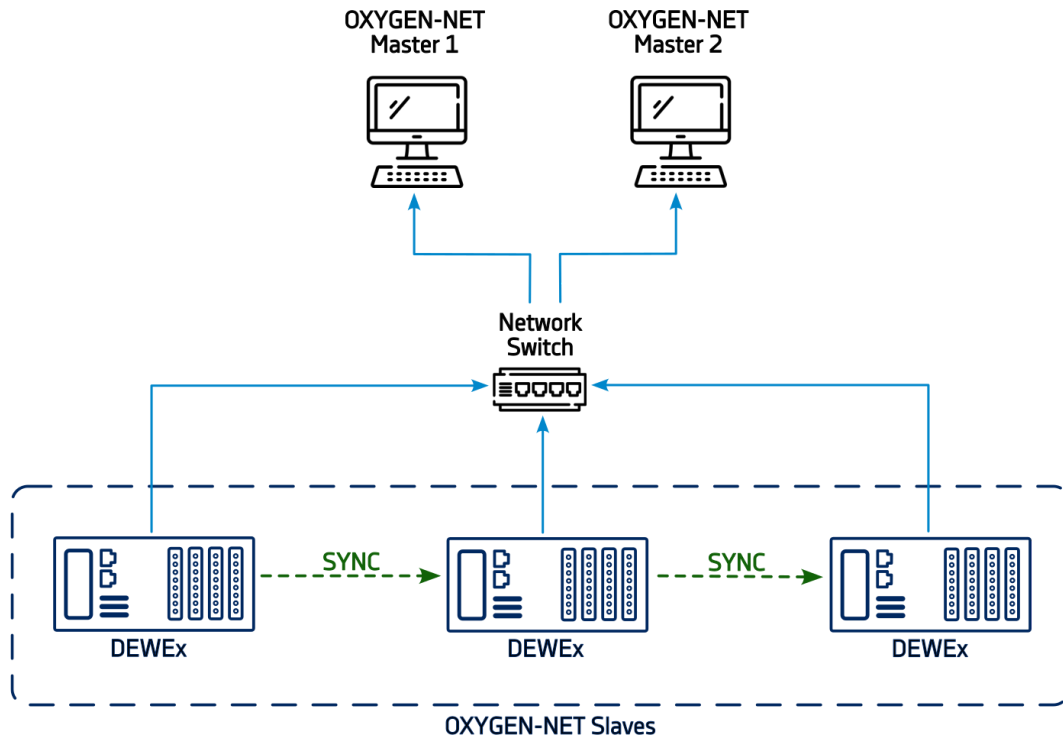 OXYGEN-NET
Master 1
OXYGEN-NET
Master 2
Network
Switch
SYNC
SYNC
DEWEx
DEWEx
DEWEx
OXYGEN-NET Slaves